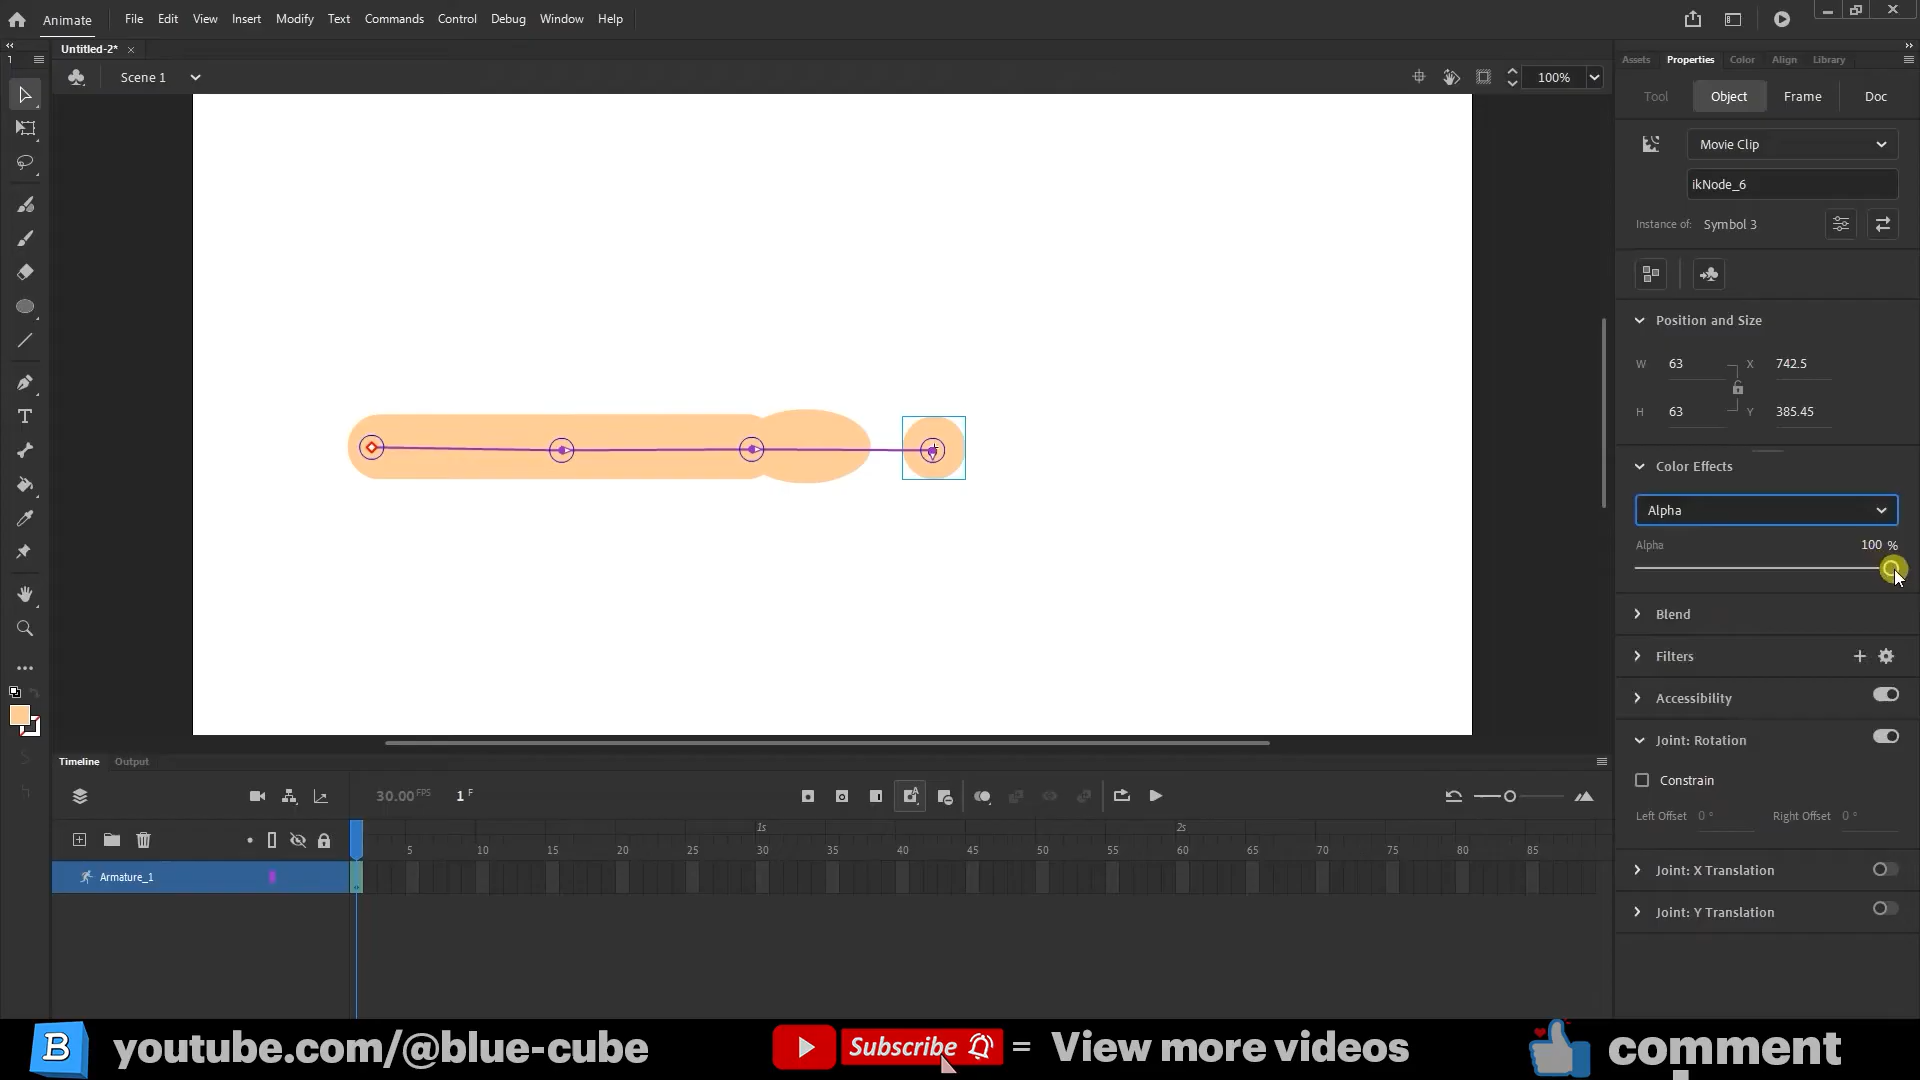 Animate File Edit View Insert Modify Text Commands Control Debug Window Help
Untitled-2*
Scene 1
100%
Assets Properties Color Align Library
Tool Object Frame Doc
Movie Clip
ikNode_6
Instance of: Symbol 3
Position and Size
W 63 X 742.5
H 63 Y 385.45
Color Effects
Alpha
Alpha 100 %
Blend
Filters
Accessibility
Joint: Rotation
Constrain
Left Offset 0 ° Right Offset 0 °
Joint: X Translation
Joint: Y Translation
Timeline Output
30.00 FPS 1 F
1s 2s
5 10 15 20 25 30 35 40 45 50 55 60 65 70 75 80 85
Armature_1
B youtube.com/@blue-cube Subscribe = View more videos comment